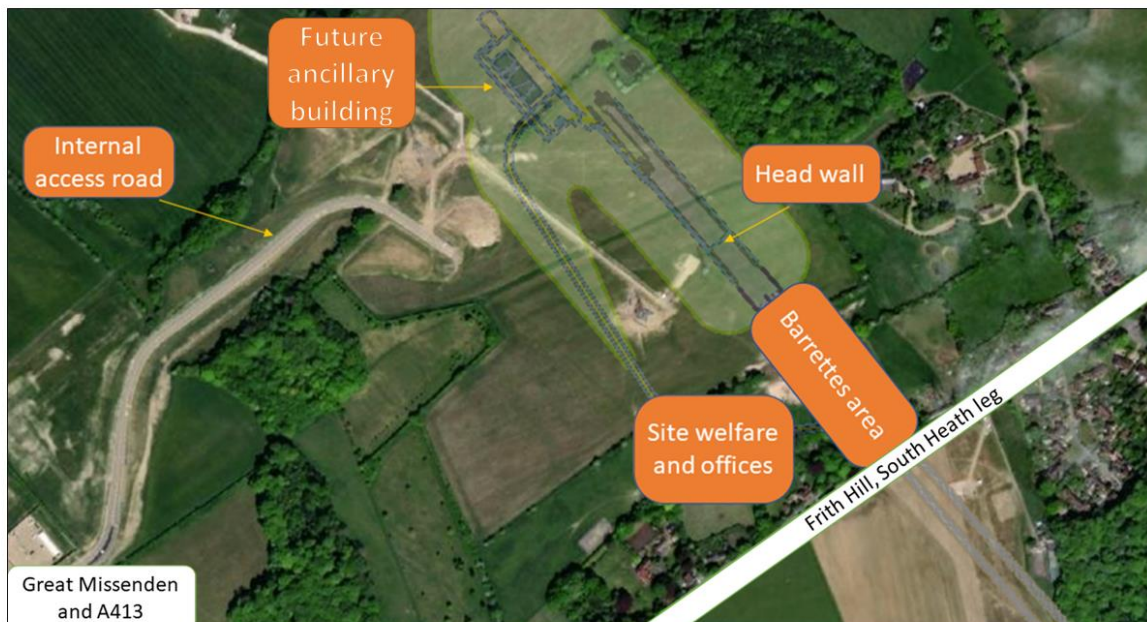 Future
ancillary
building
Internal
access road
Head wall
Barrettes area
Site welfare
and offices
Frith Hill, South Heath leg
Great Missenden
and A413